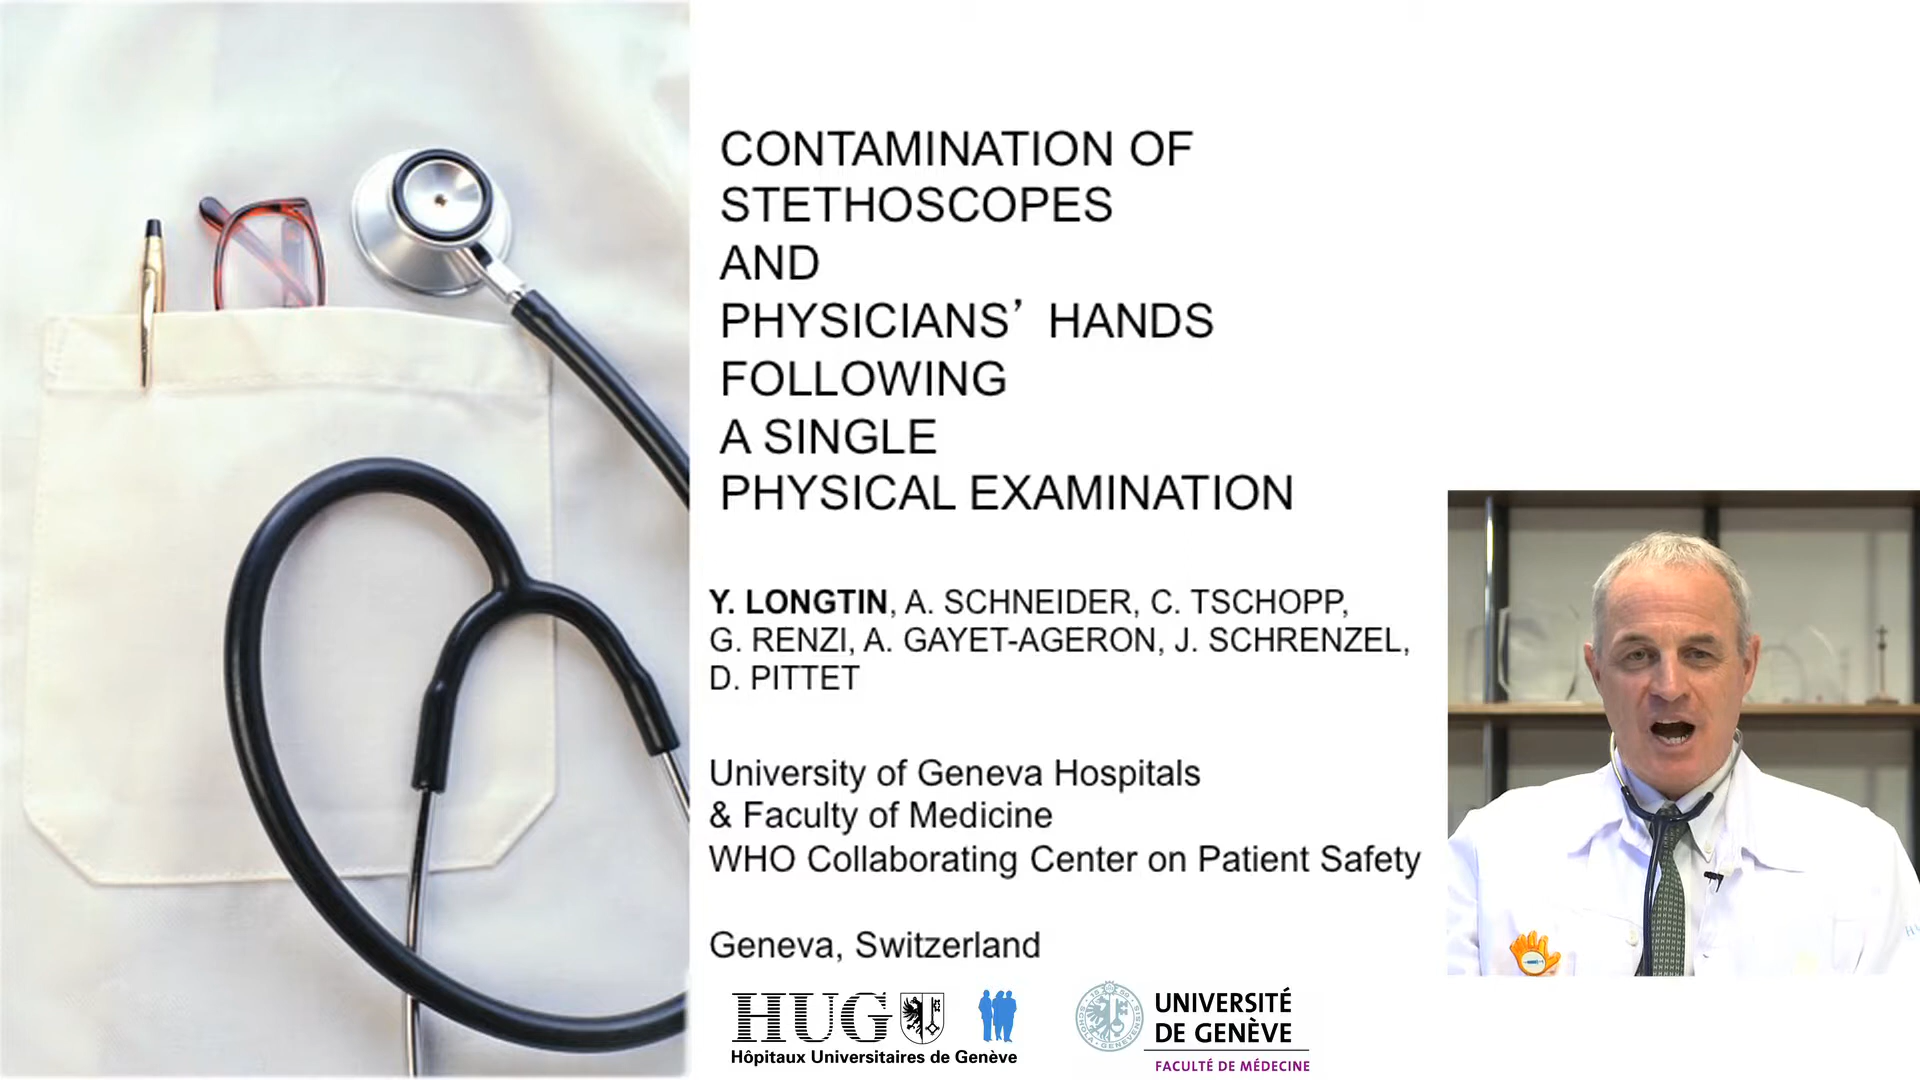 CONTAMINATION OF
STETHOSCOPES
AND
PHYSICIANS’ HANDS
FOLLOWING
A SINGLE
PHYSICAL EXAMINATION
Y. LONGTIN, A. SCHNEIDER, C. TSCHOPP,
G. RENZI, A. GAYET-AGERON, J. SCHRENZEL,
D. PITTET
University of Geneva Hospitals
& Faculty of Medicine
WHO Collaborating Center on Patient Safety
Geneva, Switzerland
HUG
Hôpitaux Universitaires de Genève
UNIVERSITÉ
DE GENÈVE
FACULTÉ DE MÉDECINE